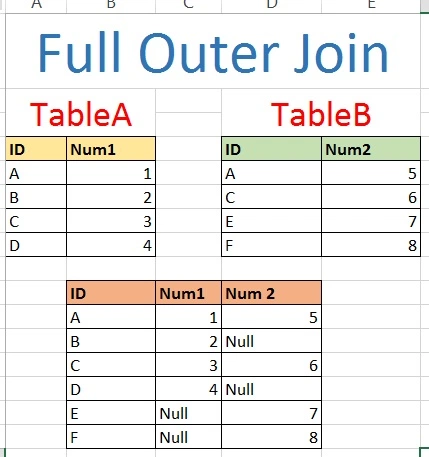 A B C D E
Full Outer Join
TableA TableB
ID Num1 ID Num2
A 1 A 5
B 2 C 6
C 3 E 7
D 4 F 8
ID Num1 Num 2
A 1 5
B 2 Null
C 3 6
D 4 Null
E Null 7
F Null 8